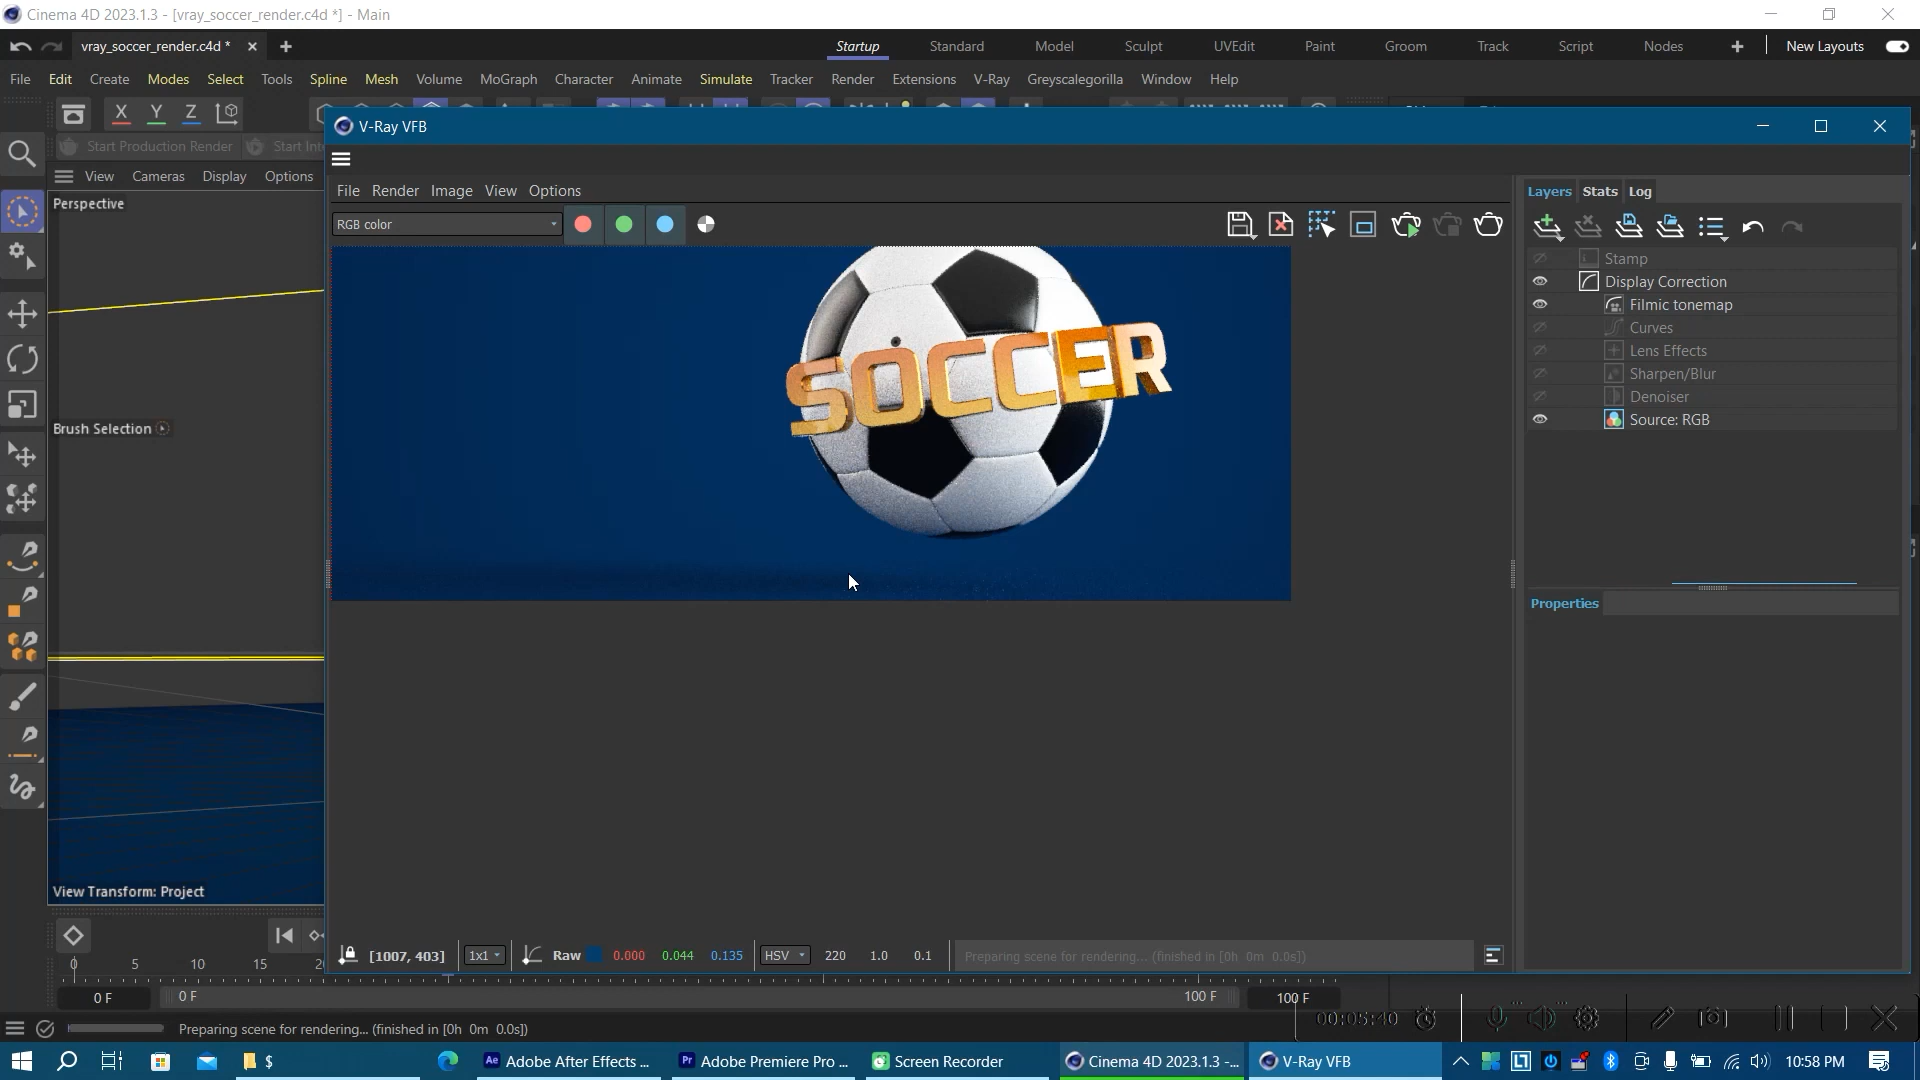 Cinema 4D 2023.1.3 - [vray_soccer_render.c4d *] - Main
vray_soccer_render.c4d *
Startup
Standard
Model
Sculpt
UVEdit
Paint
Groom
Track
Script
Nodes
New Layouts
File
Edit
Create
Modes
Select
Tools
Spline
Mesh
Volume
MoGraph
Character
Animate
Simulate
Tracker
Render
Extensions
V-Ray
Greyscalegorilla
Window
Help
X
Y
Z
V-Ray VFB
Start Production Render
Start Int
View
Cameras
Display
Options
File
Render
Image
View
Options
Layers
Stats
Log
Perspective
RGB color
Stamp
Display Correction
Filmic tonemap
Curves
Lens Effects
Sharpen/Blur
Denoiser
Source: RGB
SOCCER
Brush Selection
Properties
View Transform: Project
[1007, 403]
1x1
Raw
0.000
0.044
0.135
HSV
220
1.0
0.1
Preparing scene for rendering... (finished in [0h 0m 0.0s])
0
5
10
15
0 F
0 F
100 F
100 F
00:05:40
Preparing scene for rendering... (finished in [0h 0m 0.0s])
$
Ae
Adobe After Effects ...
Pr
Adobe Premiere Pro ...
Screen Recorder
Cinema 4D 2023.1.3 -...
V-Ray VFB
10:58 PM